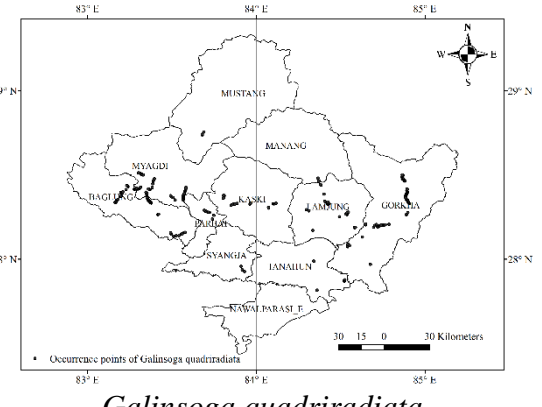 83° E 84° E 85° E
N
W E
S
29° N 29° N
MUSTANG
MANANG
MYAGDI
BAGLUNG KASKI LAMJUNG GORKHA
PARBAT
28° N 28° N
SYANGJA TANAHUN
NAWALPARASI_E
30 15 0 30 Kilometers
Occurrence points of Galinsoga quadriradiata
83° E 84° E 85° E
Galinsoga quadriradiata